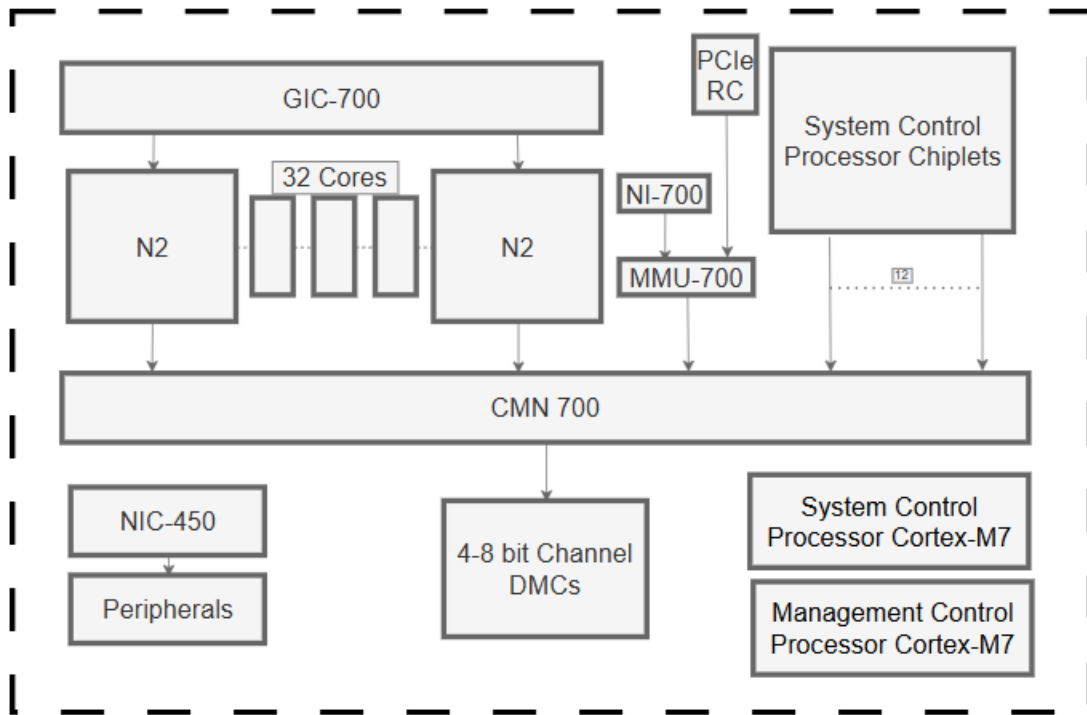 GIC-700
PCIe
RC
System Control
Processor Chiplets
32 Cores
N2
N2
NI-700
MMU-700
12
CMN 700
NIC-450
Peripherals
4-8 bit Channel
DMCs
System Control
Processor Cortex-M7
Management Control
Processor Cortex-M7